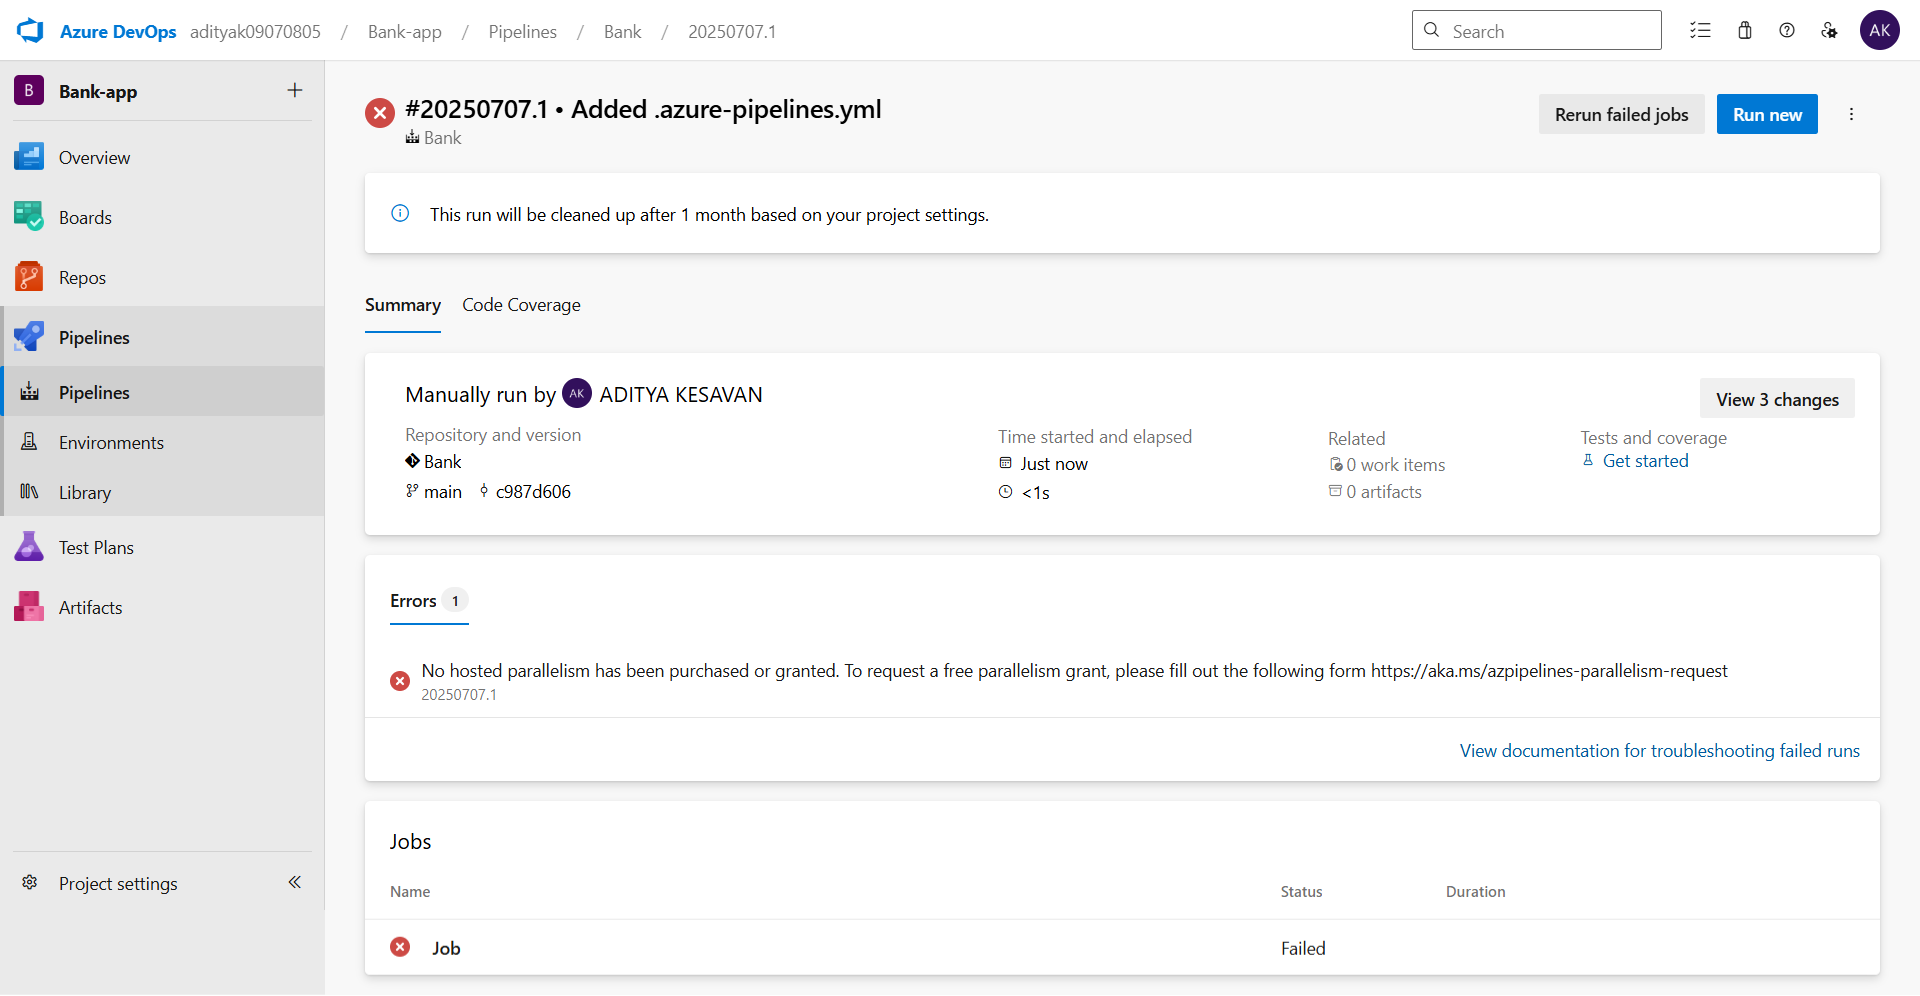 Azure DevOps adityak09070805 / Bank-app / Pipelines / Bank / 20250707.1
Search
AK
B Bank-app
Overview
Boards
Repos
Pipelines
Pipelines
Environments
Library
Test Plans
Artifacts
Project settings
#20250707.1 • Added .azure-pipelines.yml
Bank
Rerun failed jobs
Run new
This run will be cleaned up after 1 month based on your project settings.
Summary Code Coverage
Manually run by AK ADITYA KESAVAN
View 3 changes
Repository and version
Bank
main c987d606
Time started and elapsed
Just now
<1s
Related
0 work items
0 artifacts
Tests and coverage
Get started
Errors 1
No hosted parallelism has been purchased or granted. To request a free parallelism grant, please fill out the following form https://aka.ms/azpipelines-parallelism-request
20250707.1
View documentation for troubleshooting failed runs
Jobs
Name Status Duration
Job Failed